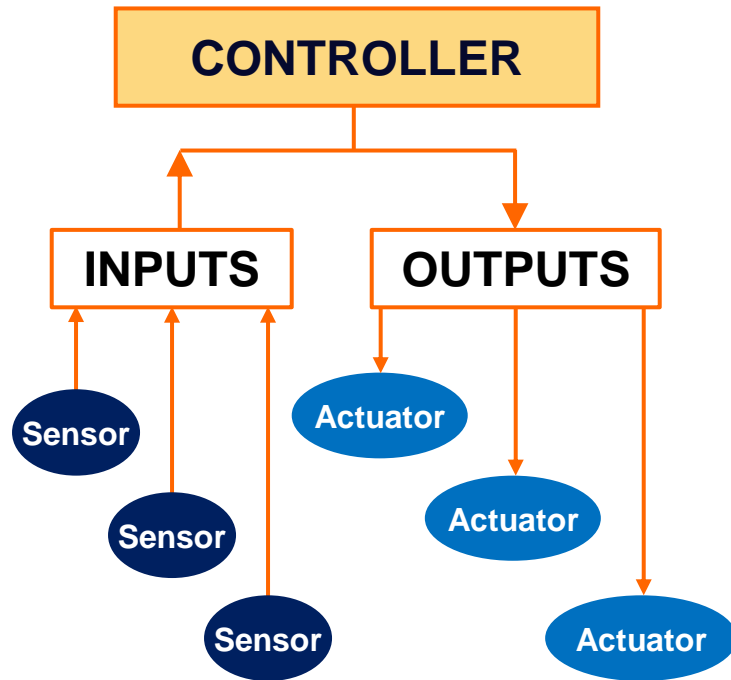 CONTROLLER
INPUTS
OUTPUTS
Sensor
Actuator
Sensor
Actuator
Sensor
Actuator